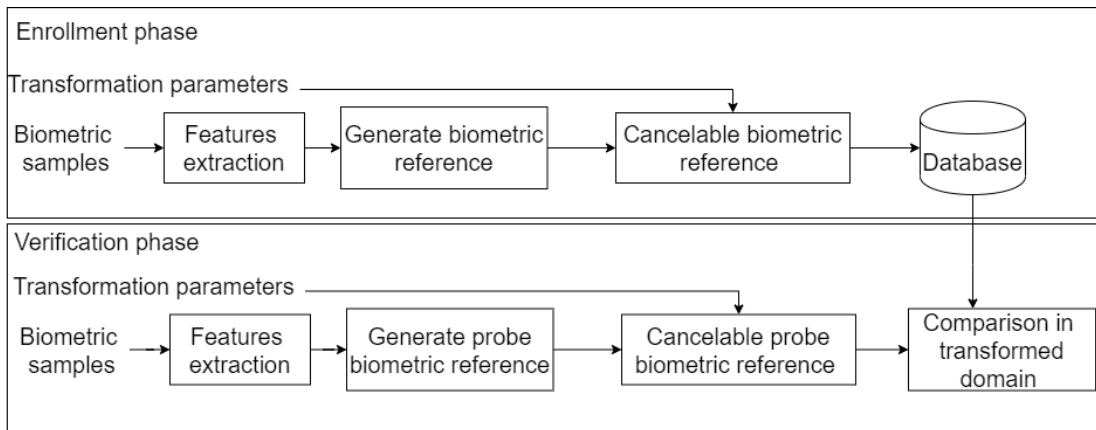 Enrollment phase
Transformation parameters
Biometric
samples
Features
extraction
Generate biometric
reference
Cancelable biometric
reference
Database
Verification phase
Transformation parameters
Biometric
samples
Features
extraction
Generate probe
biometric reference
Cancelable probe
biometric reference
Comparison in
transformed
domain